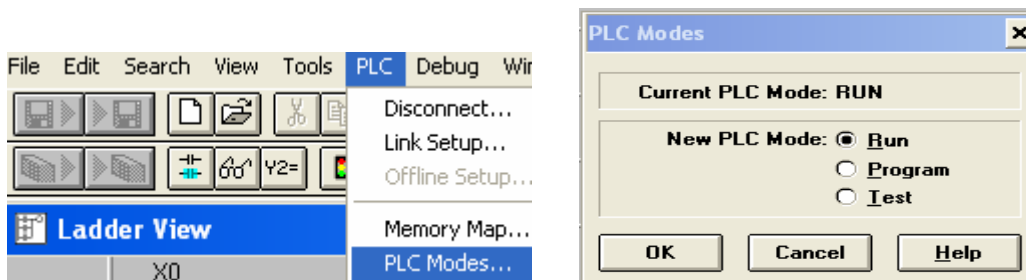 File Edit Search View Tools PLC Debug
Y2=
Disconnect...
Link Setup...
Offline Setup...
Memory Map...
PLC Modes...
Ladder View
X0
PLC Modes
Current PLC Mode: RUN
New PLC Mode: Run
Program
Test
OK Cancel Help